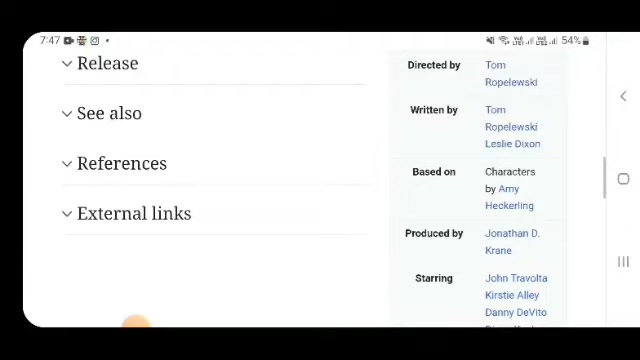 7:47
54%
Release
See also
References
External links
Directed by
Tom
Ropelewski
Written by
Tom
Ropelewski
Leslie Dixon
Based on
Characters
by Amy
Heckerling
Produced by
Jonathan D.
Krane
Starring
John Travolta
Kirstie Alley
Danny DeVito